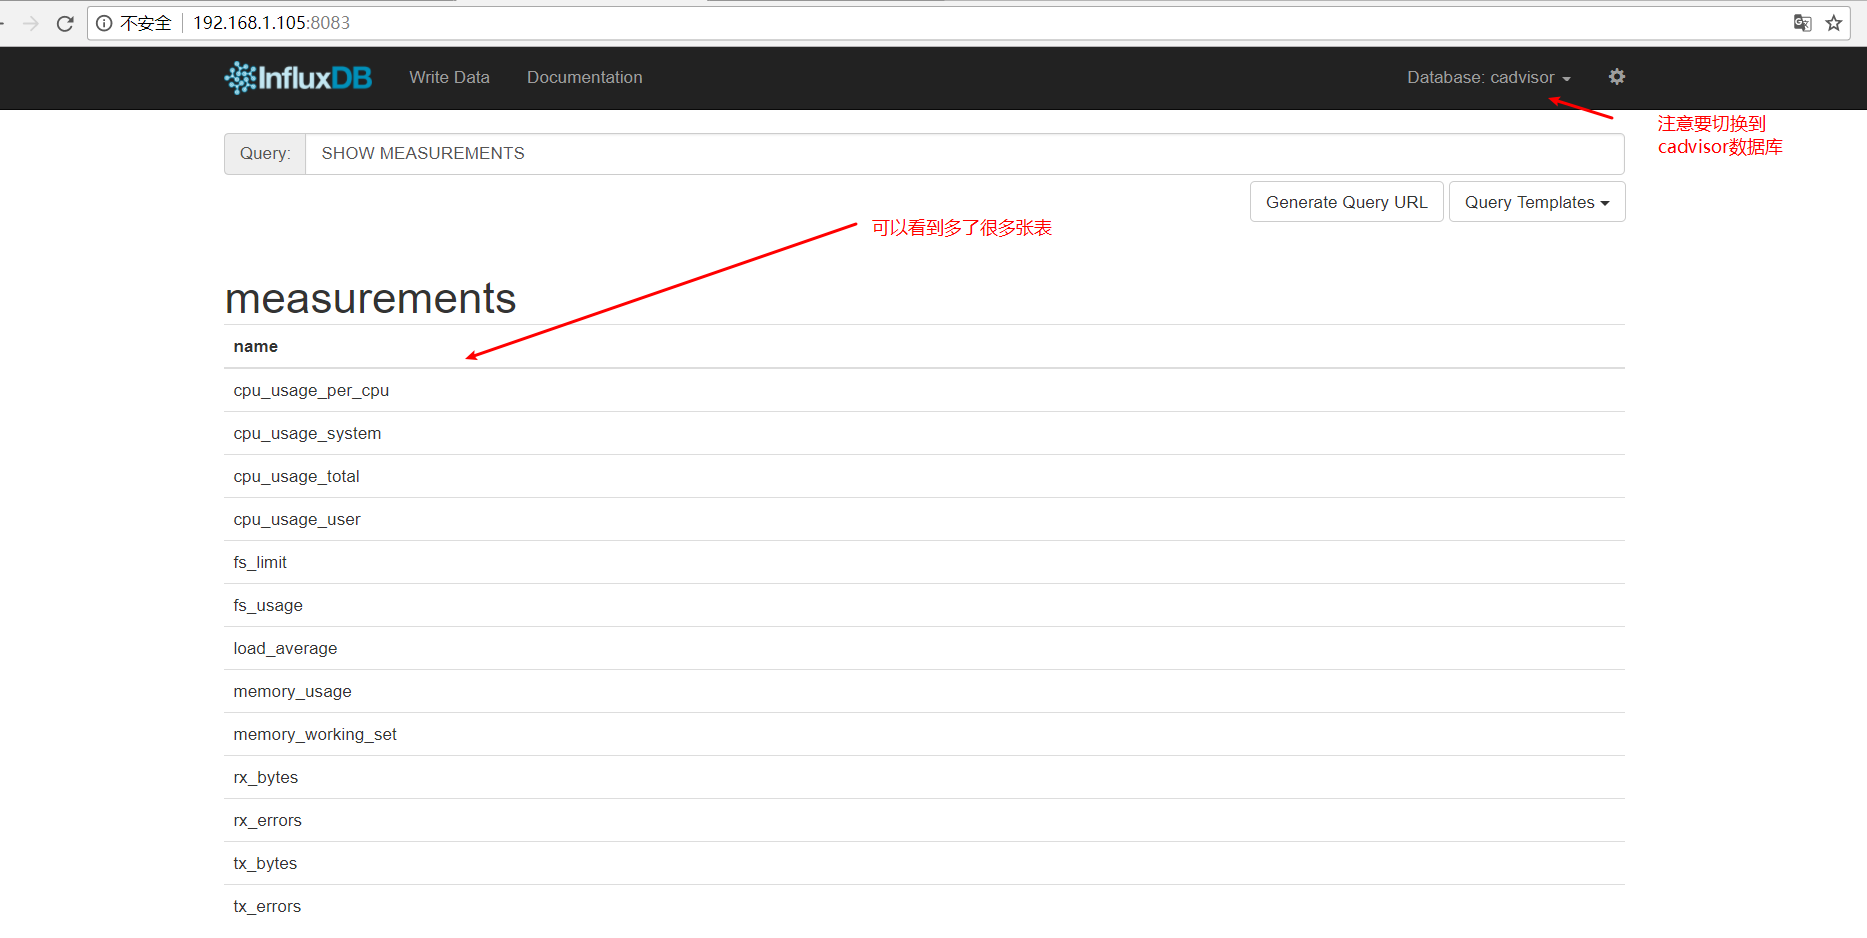 不安全 192.168.1.105:8083
InfluxDB Write Data Documentation Database: cadvisor
注意要切换到
cadvisor数据库
Query: SHOW MEASUREMENTS
Generate Query URL Query Templates
可以看到多了很多张表
measurements
name
cpu_usage_per_cpu
cpu_usage_system
cpu_usage_total
cpu_usage_user
fs_limit
fs_usage
load_average
memory_usage
memory_working_set
rx_bytes
rx_errors
tx_bytes
tx_errors